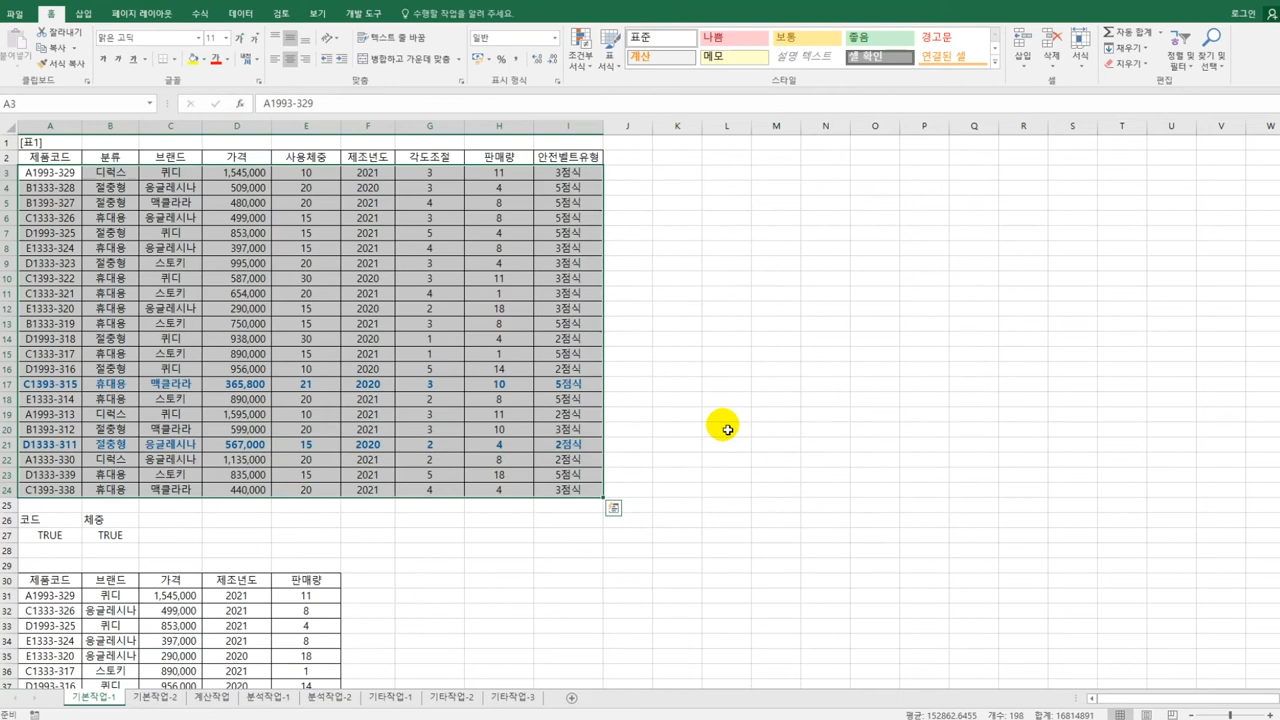 파일 홈 삽입 페이지 레이아웃 수식 데이터 검토 보기 개발 도구 수행할 작업을 알려 주세요. 로그인
잘라내기 맑은 고딕 11 텍스트 줄 바꿈 일반 표준 나쁨 보통 좋음 경고문 자동 합계
복사 병합하고 가운데 맞춤 계산 메모 설명 텍스트 셀 확인 연결된 셀 채우기
붙여넣기 서식 복사 가 가 가 조건부 서식 표 서식 삽입 삭제 서식 지우기 정렬 및 필터 찾기 및 선택
클립보드 글꼴 맞춤 표시 형식 스타일 셀 편집
A3 fx A1993-329
A B C D E F G H I J K L M N O P Q R S T U V W
1 [표1]
2 제품코드 분류 브랜드 가격 사용체중 제조년도 각도조절 판매량 안전벨트유형
3 A1993-329 디럭스 퀴디 1,545,000 10 2021 3 11 3점식
4 B1333-328 절충형 응글레시나 509,000 20 2020 3 4 5점식
5 B1393-327 절충형 맥클라라 480,000 20 2021 4 8 5점식
6 C1333-326 휴대용 응글레시나 499,000 15 2021 3 8 5점식
7 D1993-325 절충형 퀴디 853,000 15 2021 5 4 5점식
8 E1333-324 휴대용 응글레시나 397,000 15 2021 4 8 3점식
9 D1333-323 절충형 스토키 995,000 20 2021 3 4 3점식
10 C1393-322 휴대용 퀴디 587,000 30 2020 3 11 3점식
11 C1333-321 휴대용 스토키 654,000 20 2021 4 1 3점식
12 E1333-320 휴대용 응글레시나 290,000 15 2020 2 18 3점식
13 B1333-319 휴대용 스토키 750,000 15 2021 3 8 5점식
14 D1993-318 절충형 퀴디 938,000 30 2020 1 4 2점식
15 C1333-317 휴대용 스토키 890,000 15 2021 1 1 5점식
16 D1993-316 절충형 퀴디 956,000 10 2020 5 14 2점식
17 C1393-315 휴대용 맥클라라 365,800 21 2020 3 10 5점식
18 E1333-314 휴대용 스토키 890,000 20 2021 2 8 5점식
19 A1993-313 디럭스 퀴디 1,595,000 10 2021 3 11 2점식
20 B1393-312 절충형 맥클라라 599,000 20 2021 3 10 3점식
21 D1333-311 절충형 응글레시나 567,000 15 2020 2 4 2점식
22 A1333-330 디럭스 응글레시나 1,135,000 20 2021 2 8 2점식
23 D1333-339 휴대용 스토키 835,000 15 2021 5 18 5점식
24 C1393-338 휴대용 맥클라라 440,000 20 2021 4 4 3점식
25
26 코드 체중
27 TRUE TRUE
28
29
30 제품코드 브랜드 가격 제조년도 판매량
31 A1993-329 퀴디 1,545,000 2021 11
32 C1333-326 응글레시나 499,000 2021 8
33 D1993-325 퀴디 853,000 2021 4
34 E1333-324 응글레시나 397,000 2021 8
35 E1333-320 응글레시나 290,000 2020 18
36 C1333-317 스토키 890,000 2021 1
37 D1993-316 퀴디 956,000 2020 14
기본작업-1 기본작업-2 계산작업 분석작업-1 분석작업-2 기타작업-1 기타작업-2 기타작업-3
준비 평균: 152862.6455 개수: 198 합계: 16814891